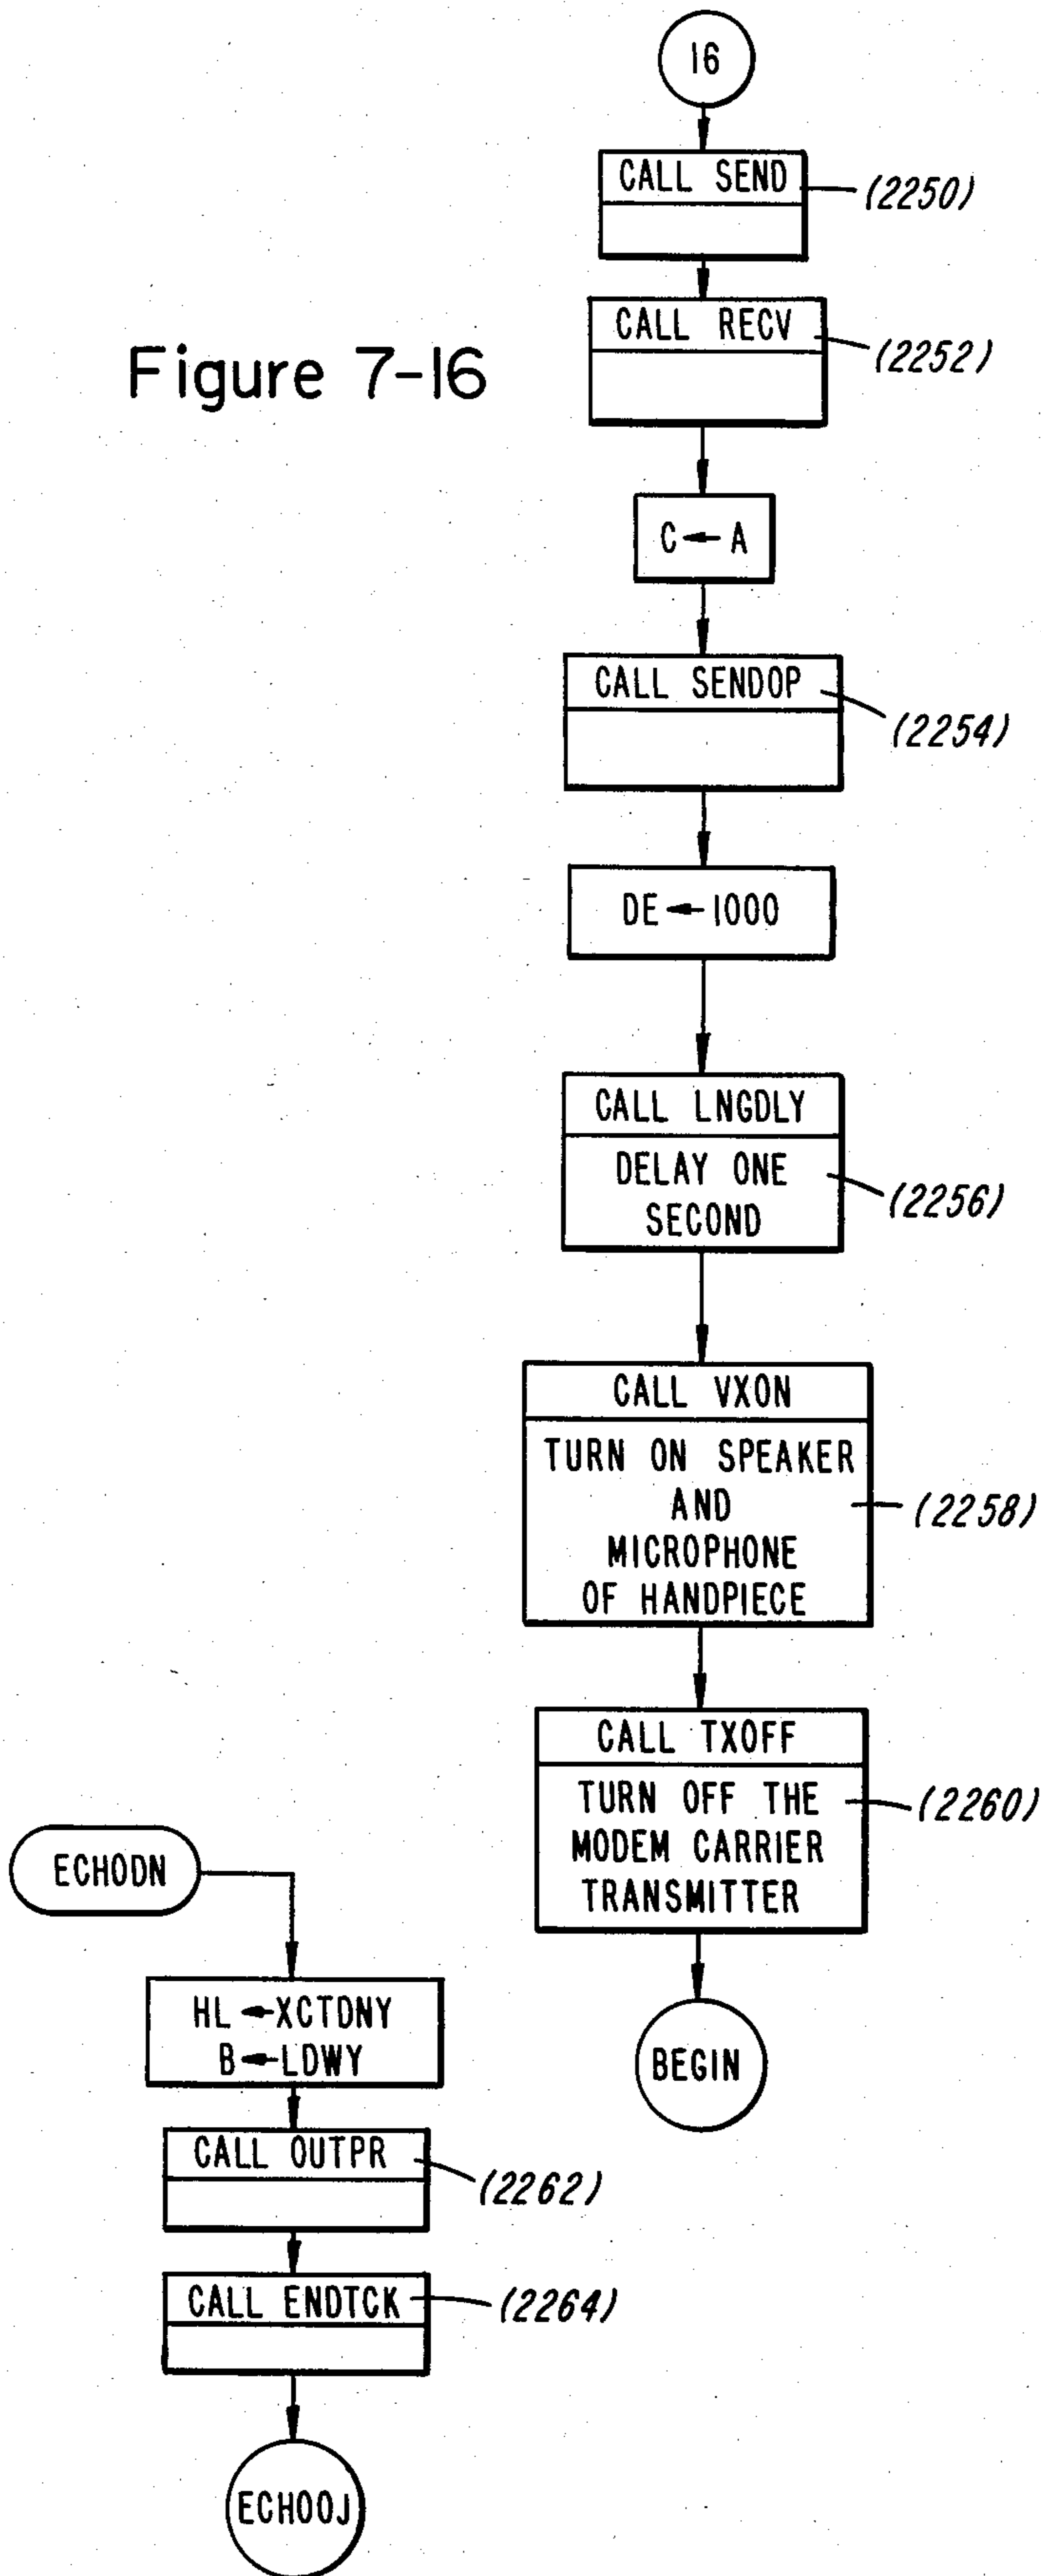 16
CALL SEND
(2250)
CALL RECV
(2252)
Figure 7-16
C←A
CALL SENDOP
(2254)
DE←1000
CALL LNGDLY
DELAY ONE
SECOND
(2256)
CALL VXON
TURN ON SPEAKER
AND
MICROPHONE
OF HANDPIECE
(2258)
CALL TXOFF
TURN OFF THE
MODEM CARRIER
TRANSMITTER
(2260)
BEGIN
ECHODN
HL←XCTDNY
B←LDWY
CALL OUTPR
(2262)
CALL ENDTCK
(2264)
ECHOOJ